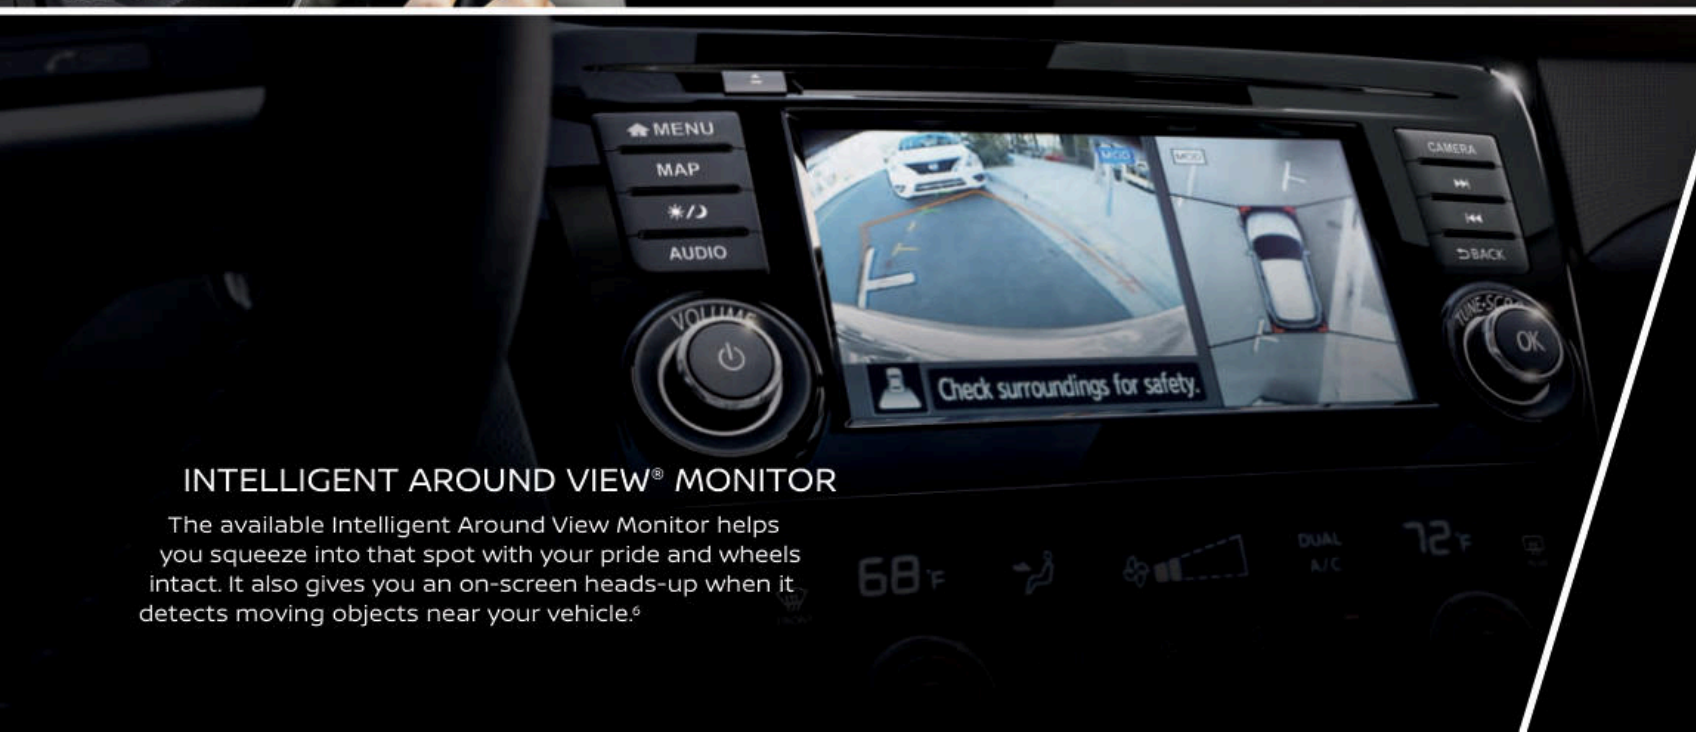 MENU
MAP
AUDIO
VOLUME
MOD
MOD
Check surroundings for safety.
CAMERA
BACK
OK
INTELLIGENT AROUND VIEW® MONITOR
The available Intelligent Around View Monitor helps
you squeeze into that spot with your pride and wheels
intact. It also gives you an on-screen heads-up when it
detects moving objects near your vehicle.⁶
68°F
DUAL
A/C
72°F